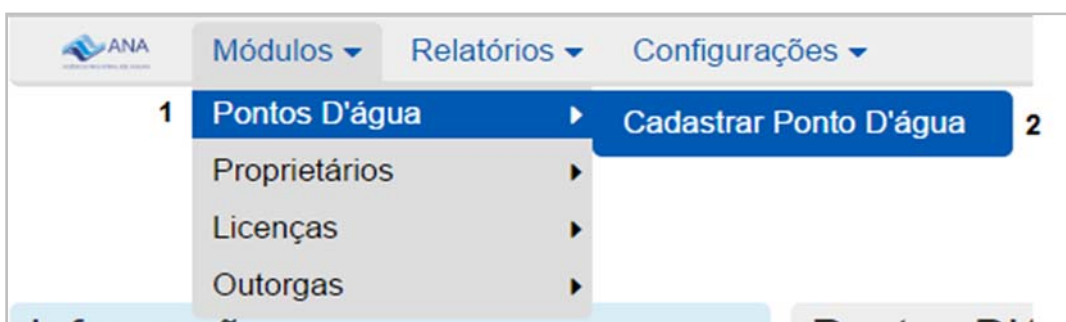 ANA Módulos Relatórios Configurações
1 Pontos D'água Cadastrar Ponto D'água 2
Proprietários
Licenças
Outorgas